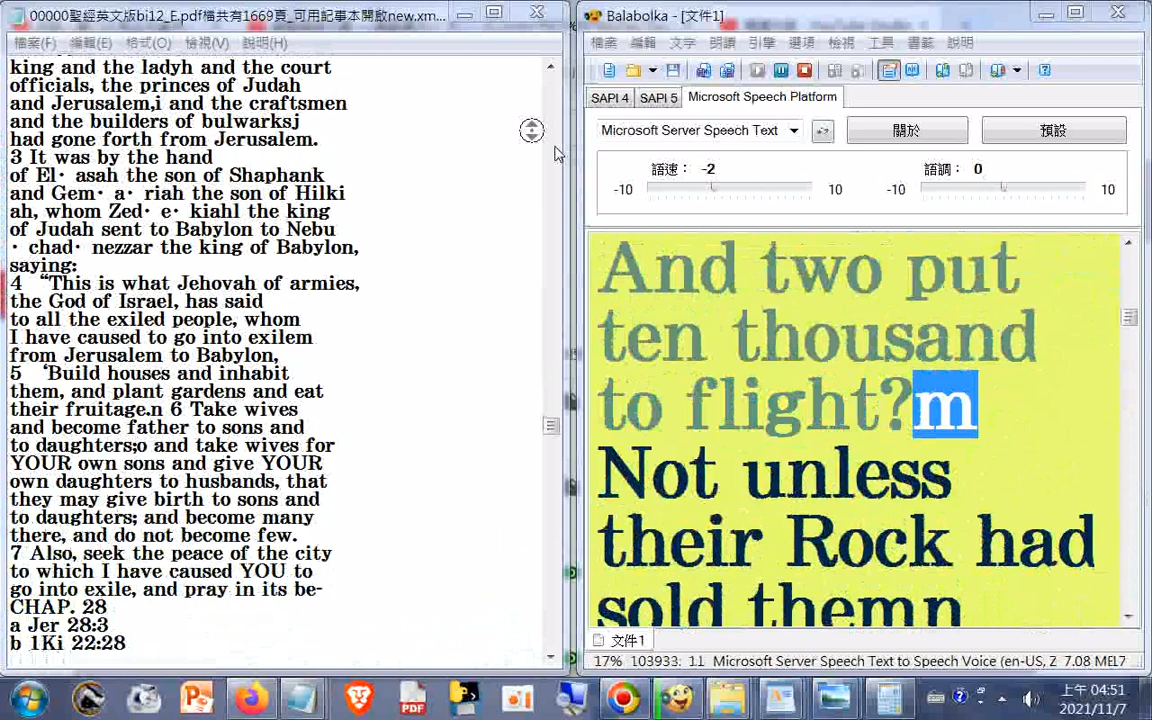 00000聖經英文版bi12_E.pdf檔共有1669頁_可用記事本開啟new.xm...
檔案(F) 編輯(E) 格式(O) 檢視(V) 說明(H)
king and the ladyh and the court
officials, the princes of Judah
and Jerusalem,i and the craftsmen
and the builders of bulwarksj
had gone forth from Jerusalem.
3 It was by the hand
of El· asah the son of Shaphank
and Gem· a· riah the son of Hilki
ah, whom Zed· e· kiahl the king
of Judah sent to Babylon to Nebu
· chad· nezzar the king of Babylon,
saying:
4 “This is what Jehovah of armies,
the God of Israel, has said
to all the exiled people, whom
I have caused to go into exilem
from Jerusalem to Babylon,
5 ‘Build houses and inhabit
them, and plant gardens and eat
their fruitage.n 6 Take wives
and become father to sons and
to daughters;o and take wives for
YOUR own sons and give YOUR
own daughters to husbands, that
they may give birth to sons and
to daughters; and become many
there, and do not become few.
7 Also, seek the peace of the city
to which I have caused YOU to
go into exile, and pray in its be-
CHAP. 28
a Jer 28:3
b 1Ki 22:28
Balabolka - [文件1]
檔案 編輯 文字 朗讀 引擎 選項 檢視 工具 書籤 說明
SAPI 4 SAPI 5 Microsoft Speech Platform
Microsoft Server Speech Text 關於 預設
語速: -2 語調: 0
-10 10 -10 10
And two put
ten thousand
to flight?m
Not unless
their Rock had
sold themn
文件1
17% 103933: 1.1 Microsoft Server Speech Text to Speech Voice (en-US, Z 7.08 MEL7
上午 04:51
2021/11/7